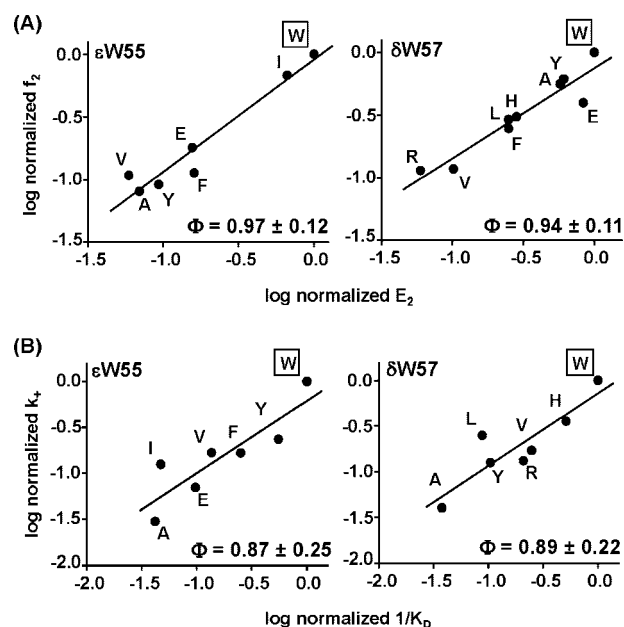 (A)
εW55
W
I
E
V
A
Y
F
Φ = 0.97 ± 0.12
0.0
-0.5
-1.0
-1.5
-1.5 -1.0 -0.5 0.0
log normalized f₂
δW57
W
Y
A
E
H
L
F
R
V
Φ = 0.94 ± 0.11
0.0
-0.5
-1.0
-1.5
-1.5 -1.0 -0.5 0.0
log normalized E₂
(B)
εW55
W
Y
F
V
I
E
A
Φ = 0.87 ± 0.25
0.0
-0.5
-1.0
-1.5
-2.0
-2.0 -1.5 -1.0 -0.5 0.0
log normalized k₊
δW57
W
H
V
L
R
Y
A
Φ = 0.89 ± 0.22
0.0
-0.5
-1.0
-1.5
-2.0
-2.0 -1.5 -1.0 -0.5 0.0
log normalized 1/K_D